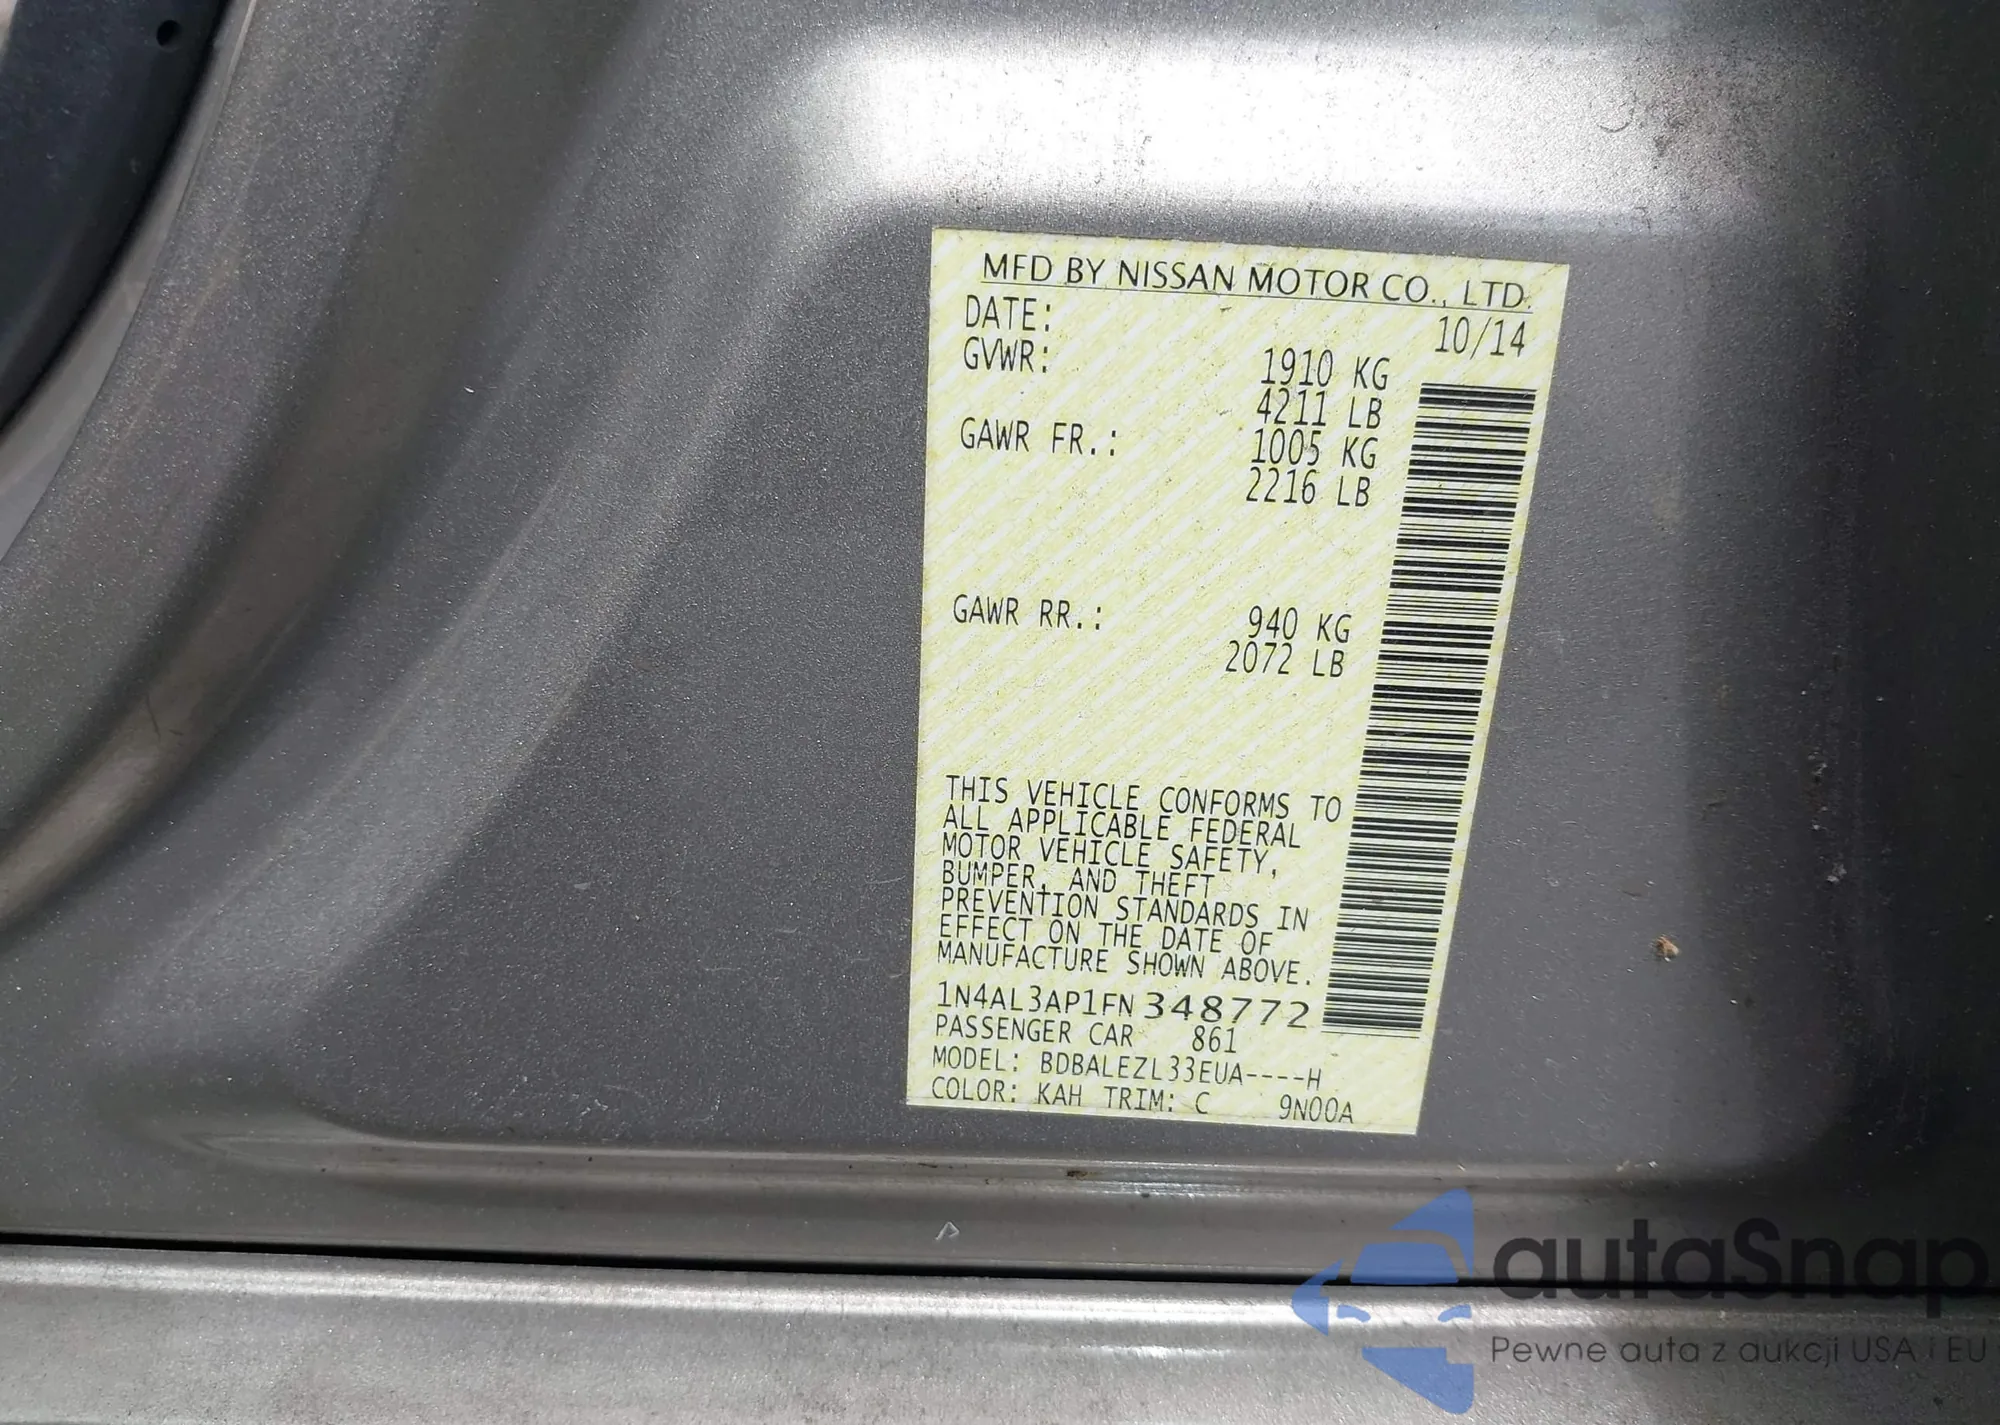 MFD BY NISSAN MOTOR CO., LTD.
DATE: 10/14
GVWR: 1910 KG
4211 LB
GAWR FR.: 1005 KG
2216 LB
GAWR RR.: 940 KG
2072 LB
THIS VEHICLE CONFORMS TO
ALL APPLICABLE FEDERAL
MOTOR VEHICLE SAFETY,
BUMPER, AND THEFT
PREVENTION STANDARDS IN
EFFECT ON THE DATE OF
MANUFACTURE SHOWN ABOVE.
1N4AL3AP1FN348772
PASSENGER CAR 861
MODEL: BDBALEZL33EUA----H
COLOR: KAH TRIM: C 9N00A
autaSnap
Pewne auta z aukcji USA i EU